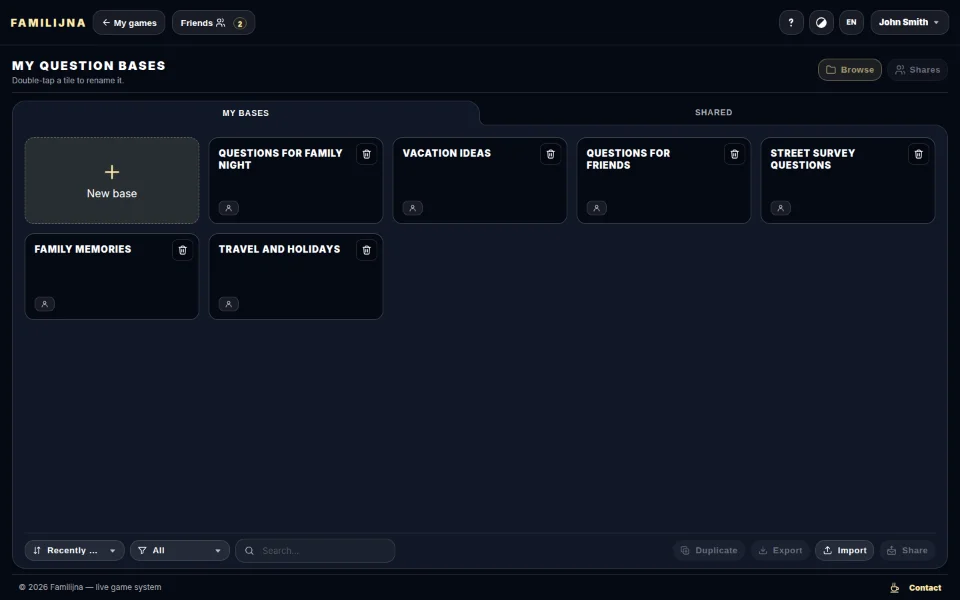 FAMILIJNA
← My games
Friends 2
?
EN
John Smith
MY QUESTION BASES
Double-tap a tile to rename it.
Browse
Shares
MY BASES
SHARED
New base
QUESTIONS FOR FAMILY
NIGHT
VACATION IDEAS
QUESTIONS FOR
FRIENDS
STREET SURVEY
QUESTIONS
FAMILY MEMORIES
TRAVEL AND HOLIDAYS
Recently ...
All
Search...
Duplicate
Export
Import
Share
© 2026 Familijna — live game system
Contact